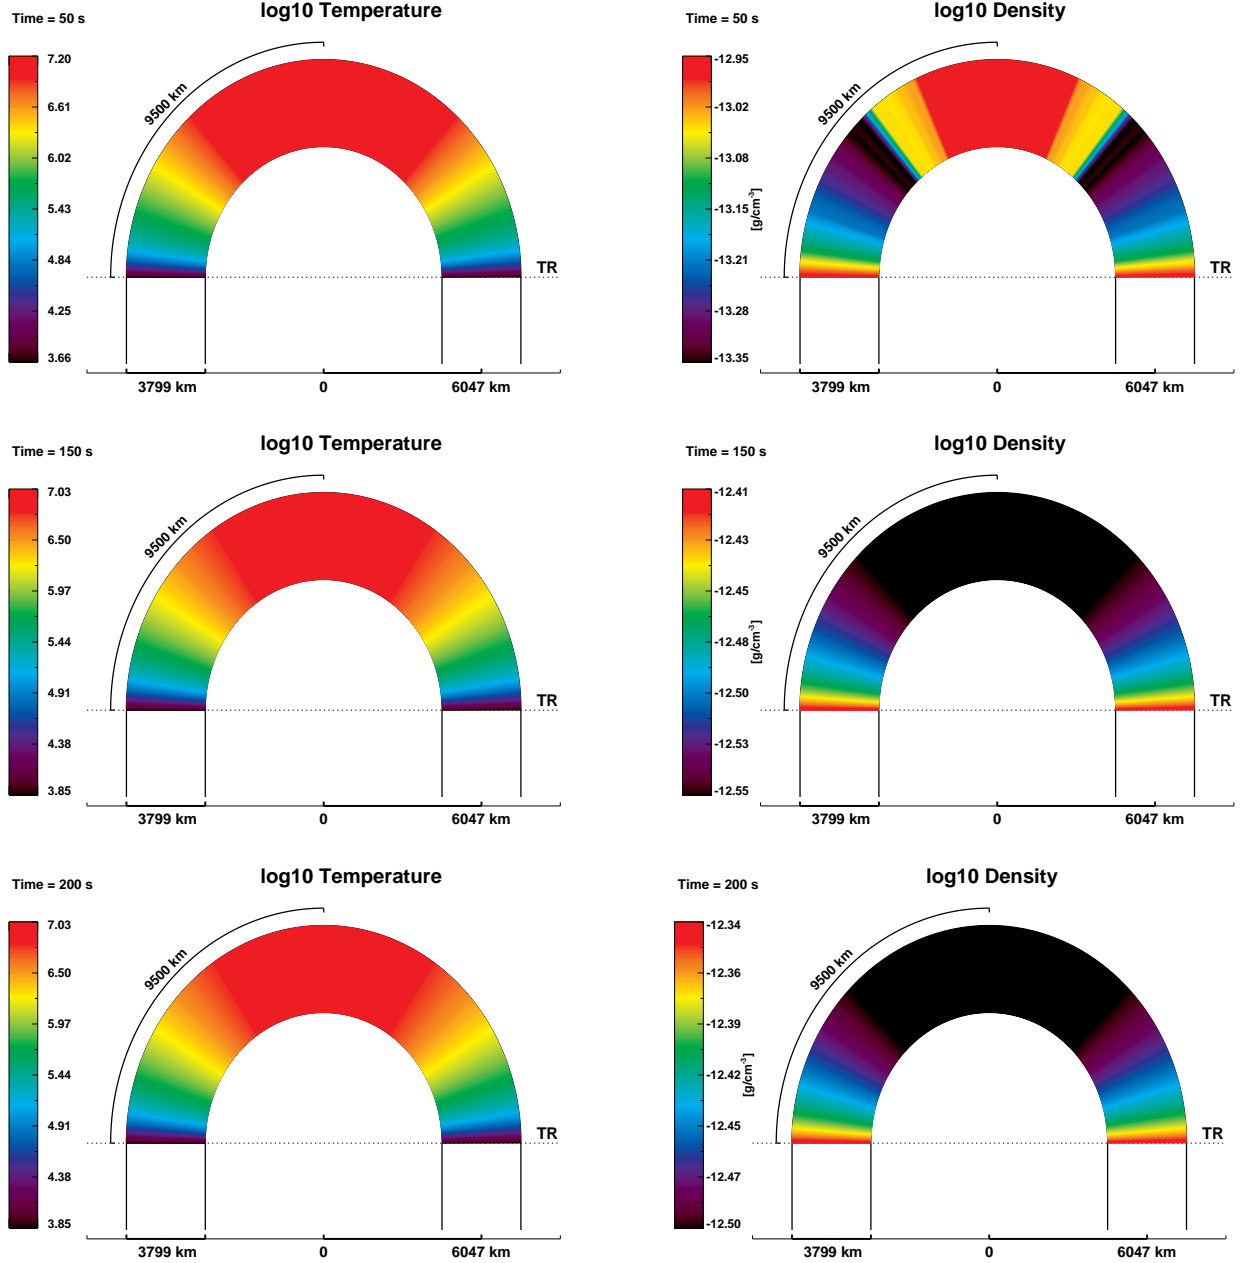 log10 Temperature
Time = 50 s
7.20
6.61
6.02
5.43
4.84
4.25
3.66
9500 km
TR
3799 km 0 6047 km
log10 Density
Time = 50 s
-12.95
-13.02
-13.08
-13.15
-13.21
-13.28
-13.35
[g/cm-3]
9500 km
TR
3799 km 0 6047 km
log10 Temperature
Time = 150 s
7.03
6.50
5.97
5.44
4.91
4.38
3.85
9500 km
TR
3799 km 0 6047 km
log10 Density
Time = 150 s
-12.41
-12.43
-12.45
-12.48
-12.50
-12.53
-12.55
[g/cm-3]
9500 km
TR
3799 km 0 6047 km
log10 Temperature
Time = 200 s
7.03
6.50
5.97
5.44
4.91
4.38
3.85
9500 km
TR
3799 km 0 6047 km
log10 Density
Time = 200 s
-12.34
-12.36
-12.39
-12.42
-12.45
-12.47
-12.50
[g/cm-3]
9500 km
TR
3799 km 0 6047 km